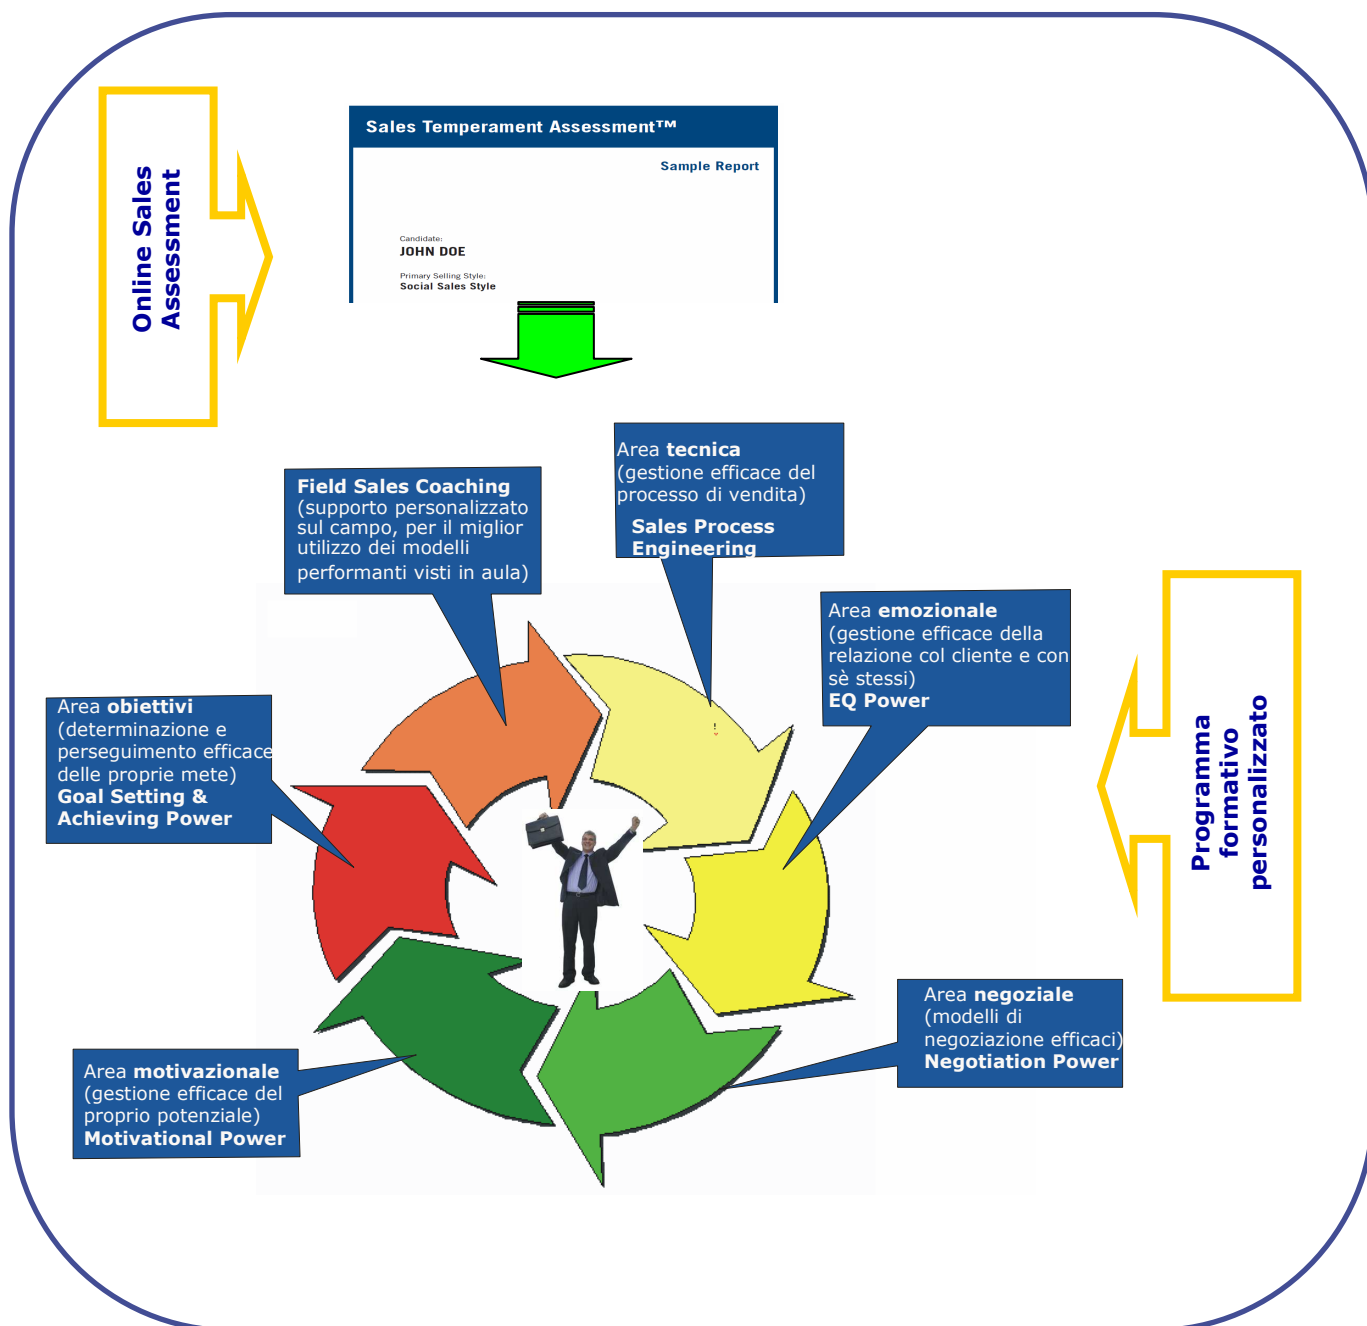 Online Sales
Assessment
Sales Temperament Assessment™
Sample Report
Candidate:
JOHN DOE
Primary Selling Style:
Social Sales Style
Area tecnica
(gestione efficace del
processo di vendita)
Sales Process
Engineering
Field Sales Coaching
(supporto personalizzato
sul campo, per il miglior
utilizzo dei modelli
performanti visti in aula)
Area emozionale
(gestione efficace della
relazione col cliente e con
sè stessi)
EQ Power
Area obiettivi
(determinazione e
perseguimento efficace
delle proprie mete)
Goal Setting &
Achieving Power
Programma
formativo
personalizzato
Area negoziale
(modelli di
negoziazione efficaci)
Negotiation Power
Area motivazionale
(gestione efficace del
proprio potenziale)
Motivational Power